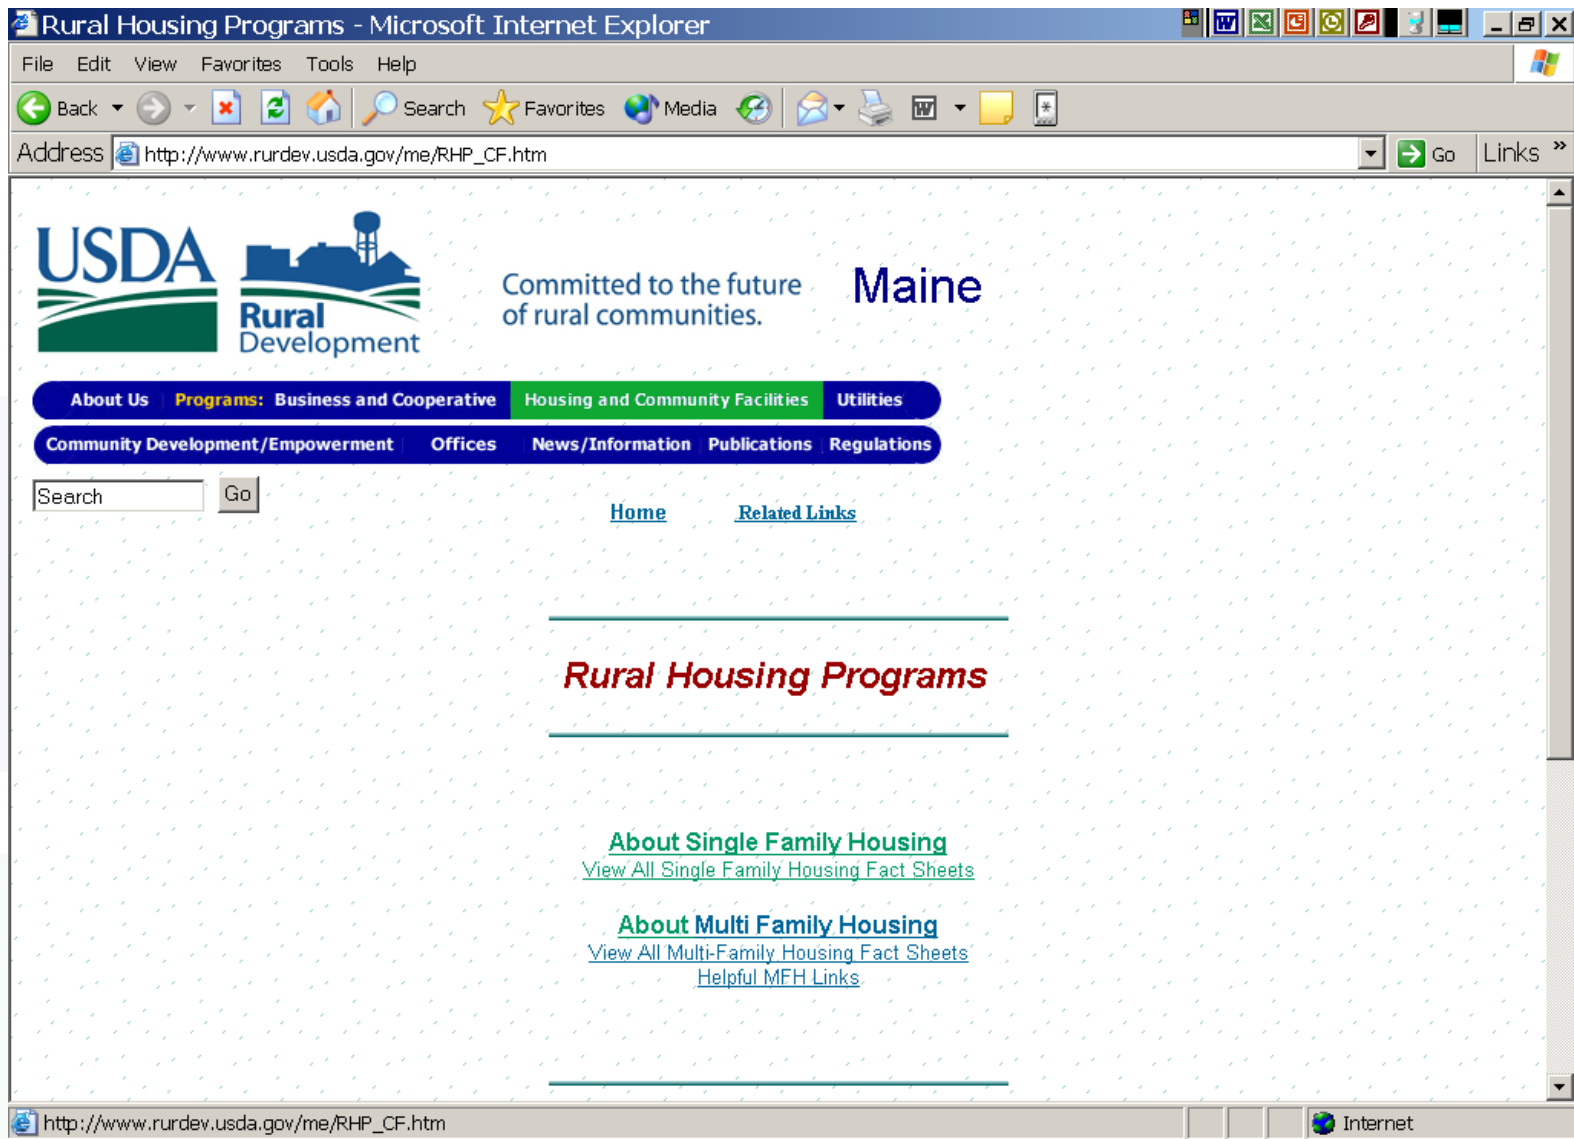 Rural Housing Programs - Microsoft Internet Explorer
File Edit View Favorites Tools Help
Back Search Favorites Media
Address http://www.rurdev.usda.gov/me/RHP_CF.htm Go Links »
USDA
Rural
Development
Committed to the future
of rural communities.
Maine
About Us Programs: Business and Cooperative Housing and Community Facilities Utilities
Community Development/Empowerment Offices News/Information Publications Regulations
Search Go
Home Related Links
Rural Housing Programs
About Single Family Housing
View All Single Family Housing Fact Sheets
About Multi Family Housing
View All Multi-Family Housing Fact Sheets
Helpful MFH Links
http://www.rurdev.usda.gov/me/RHP_CF.htm Internet